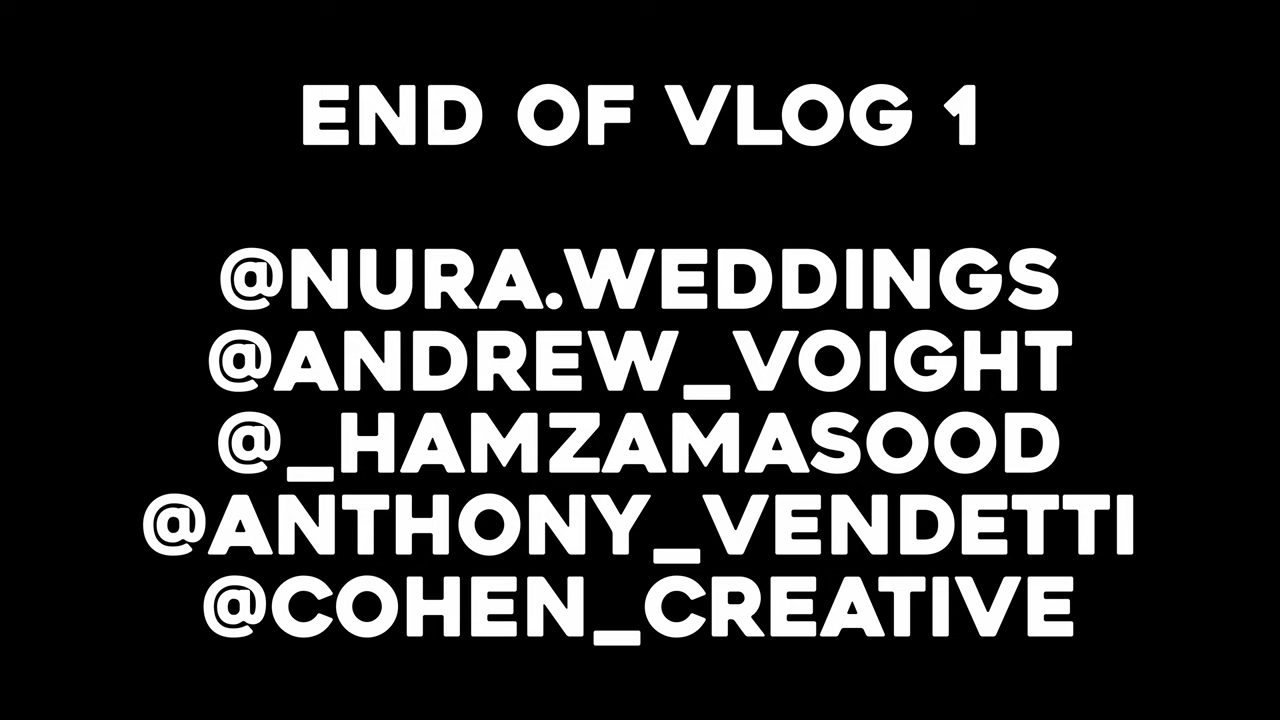 END OF VLOG 1
@NURA.WEDDINGS
@ANDREW_VOIGHT
@_HAMZAMASOOD
@ANTHONY_VENDETTI
@COHEN_CREATIVE